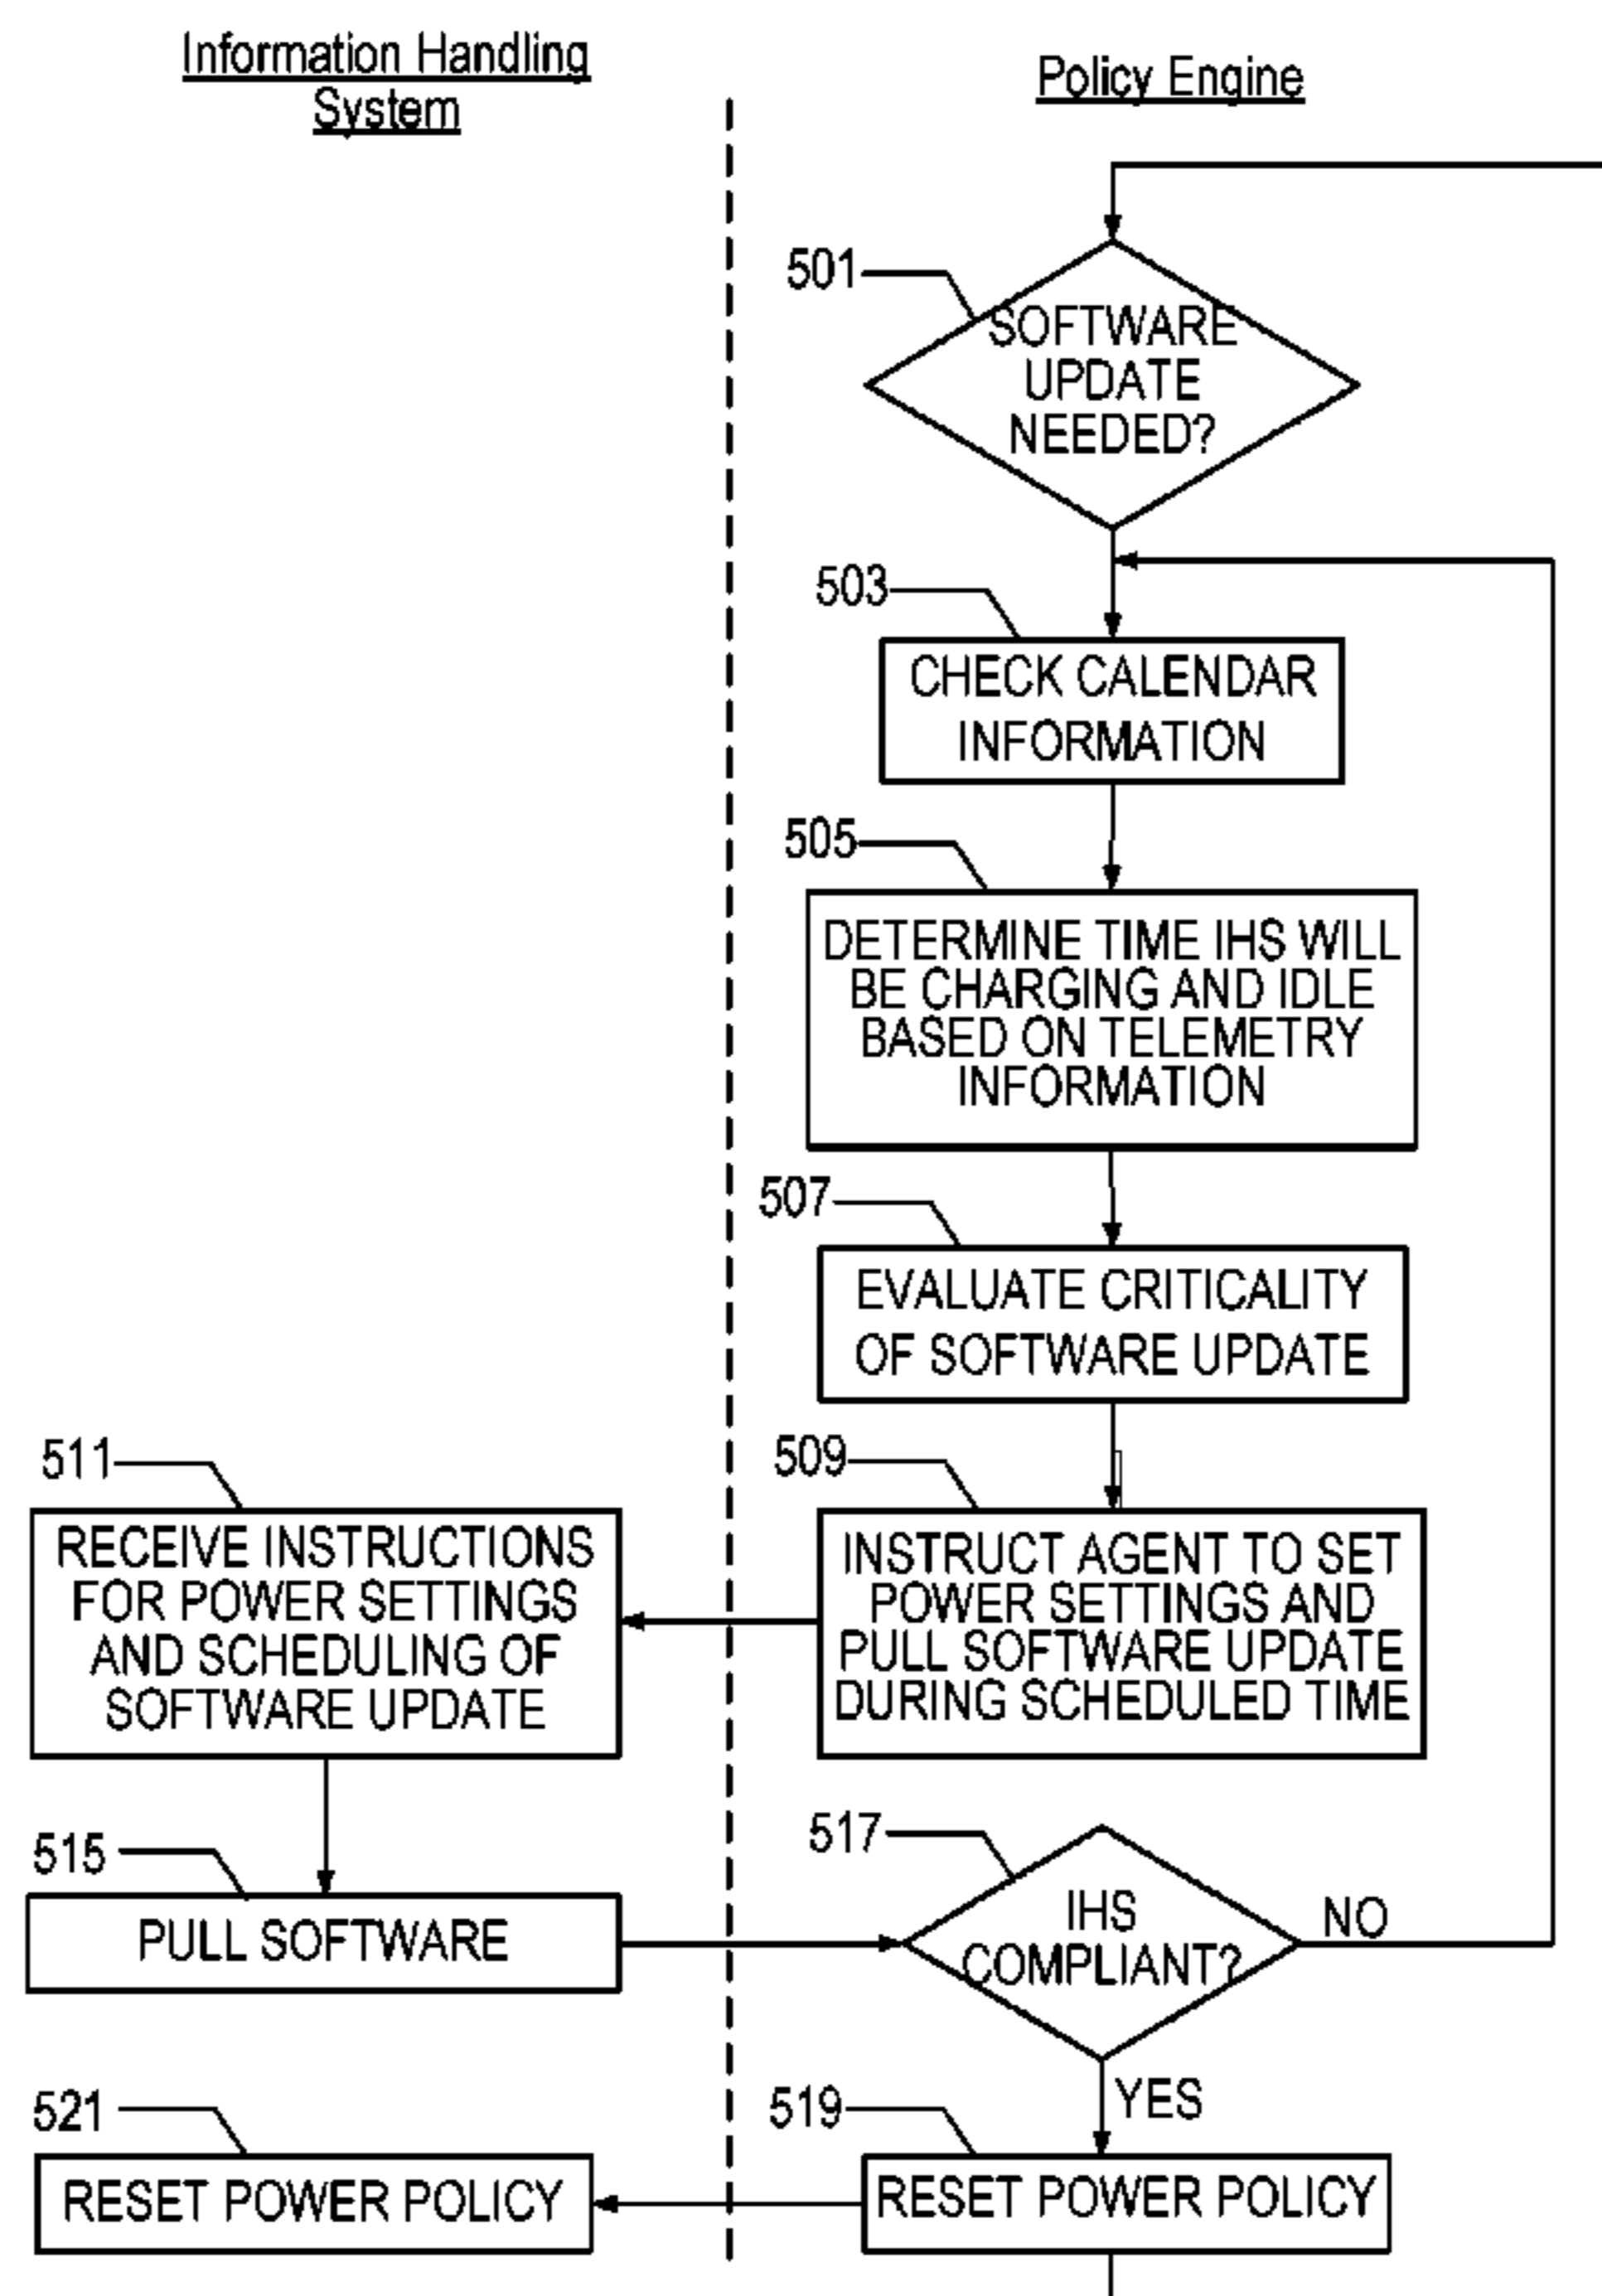 Information Handling
System
Policy Engine
501
SOFTWARE
UPDATE
NEEDED?
503
CHECK CALENDAR
INFORMATION
505
DETERMINE TIME IHS WILL
BE CHARGING AND IDLE
BASED ON TELEMETRY
INFORMATION
507
EVALUATE CRITICALITY
OF SOFTWARE UPDATE
509
INSTRUCT AGENT TO SET
POWER SETTINGS AND
PULL SOFTWARE UPDATE
DURING SCHEDULED TIME
511
RECEIVE INSTRUCTIONS
FOR POWER SETTINGS
AND SCHEDULING OF
SOFTWARE UPDATE
515
PULL SOFTWARE
517
IHS
COMPLIANT?
NO
YES
519
RESET POWER POLICY
521
RESET POWER POLICY